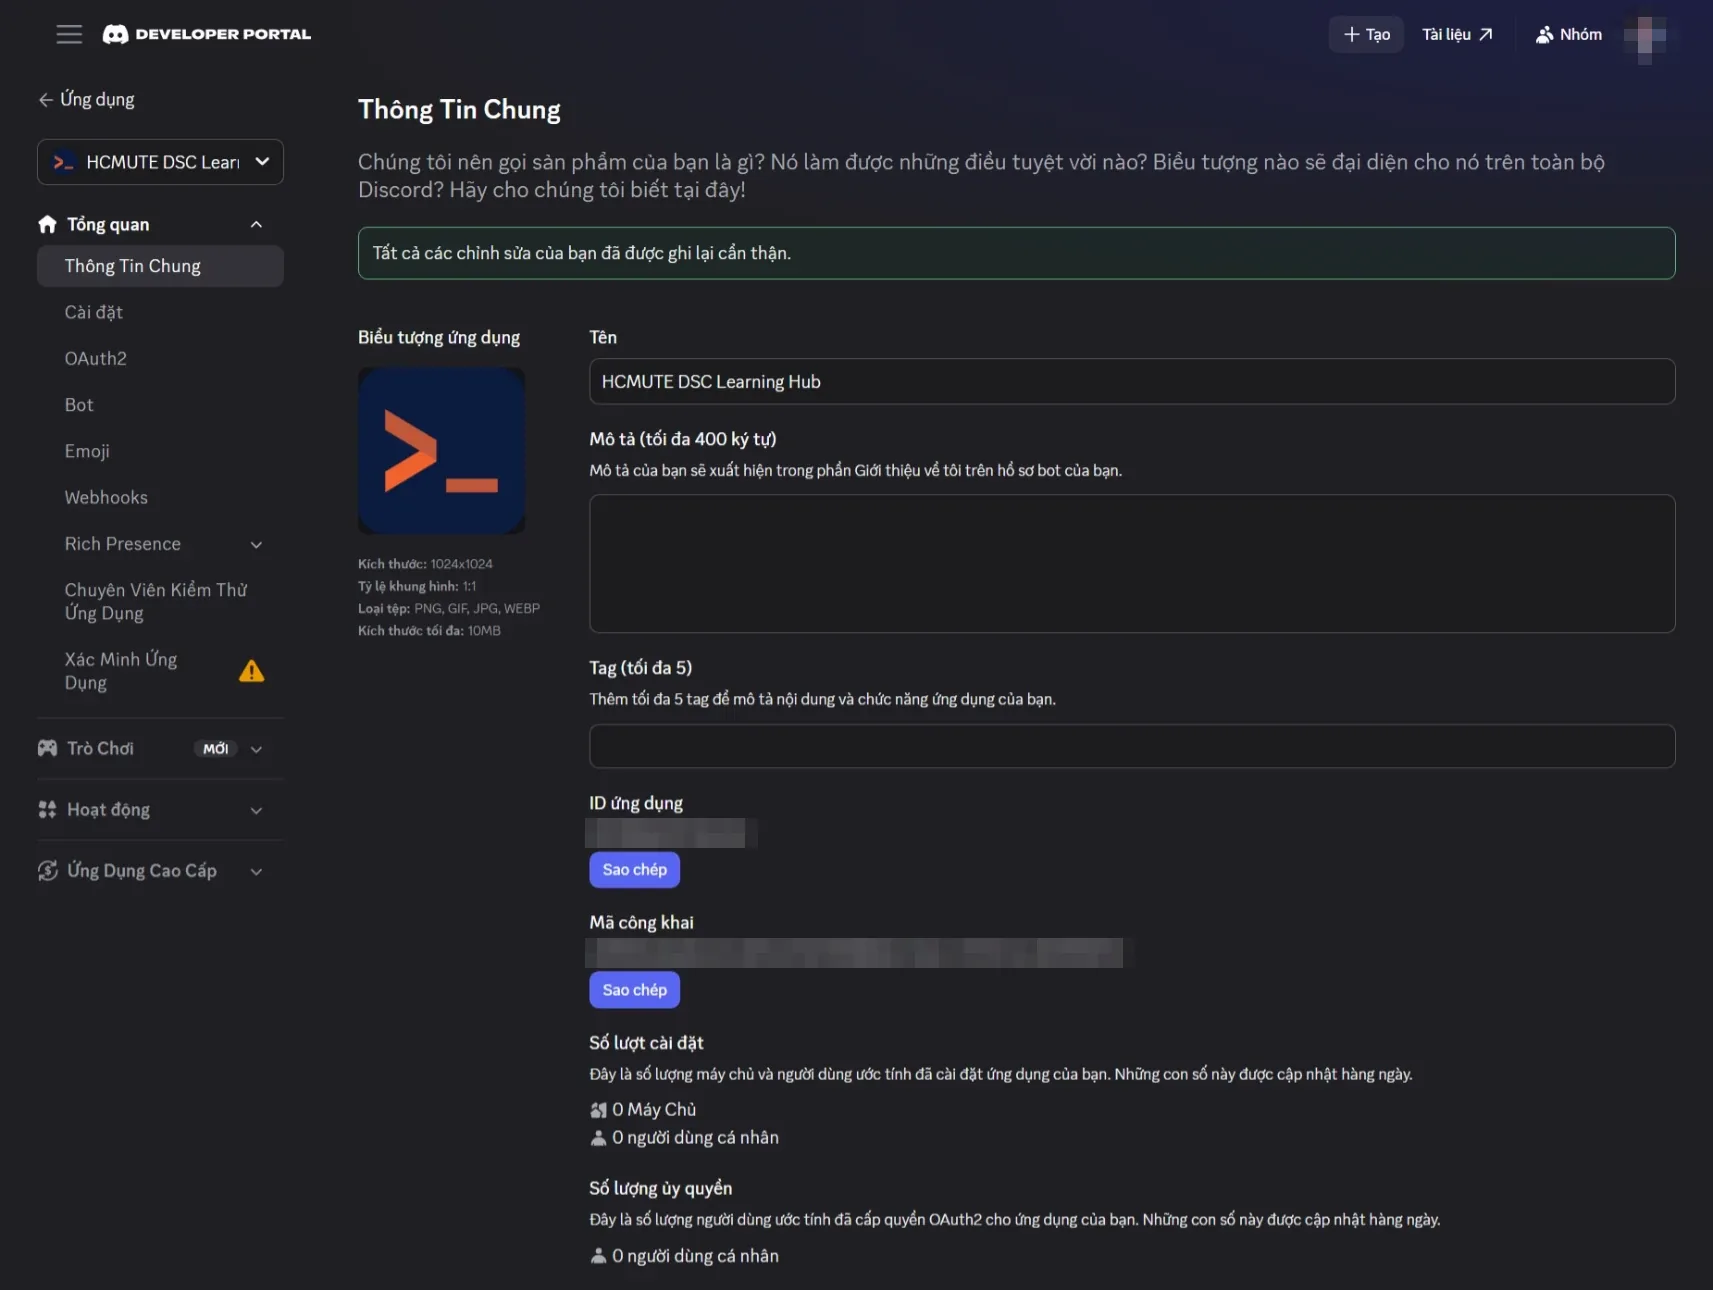 DEVELOPER PORTAL
Tạo
Tài liệu
Nhóm
Ứng dụng
HCMUTE DSC Lear
Tổng quan
Thông Tin Chung
Cài đặt
OAuth2
Bot
Emoji
Webhooks
Rich Presence
Chuyên Viên Kiểm Thử
Ứng Dụng
Xác Minh Ứng
Dụng
Trò Chơi
MỚI
Hoạt động
Ứng Dụng Cao Cấp
Thông Tin Chung
Chúng tôi nên gọi sản phẩm của bạn là gì? Nó làm được những điều tuyệt vời nào? Biểu tượng nào sẽ đại diện cho nó trên toàn bộ
Discord? Hãy cho chúng tôi biết tại đây!
Tất cả các chỉnh sửa của bạn đã được ghi lại cẩn thận.
Biểu tượng ứng dụng
Kích thước: 1024x1024
Tỷ lệ khung hình: 1:1
Loại tệp: PNG, GIF, JPG, WEBP
Kích thước tối đa: 10MB
Tên
HCMUTE DSC Learning Hub
Mô tả (tối đa 400 ký tự)
Mô tả của bạn sẽ xuất hiện trong phần Giới thiệu về tôi trên hồ sơ bot của bạn.
Tag (tối đa 5)
Thêm tối đa 5 tag để mô tả nội dung và chức năng ứng dụng của bạn.
ID ứng dụng
Sao chép
Mã công khai
Sao chép
Số lượt cài đặt
Đây là số lượng máy chủ và người dùng ước tính đã cài đặt ứng dụng của bạn. Những con số này được cập nhật hàng ngày.
0 Máy Chủ
0 người dùng cá nhân
Số lượng ủy quyền
Đây là số lượng người dùng ước tính đã cấp quyền OAuth2 cho ứng dụng của bạn. Những con số này được cập nhật hàng ngày.
0 người dùng cá nhân